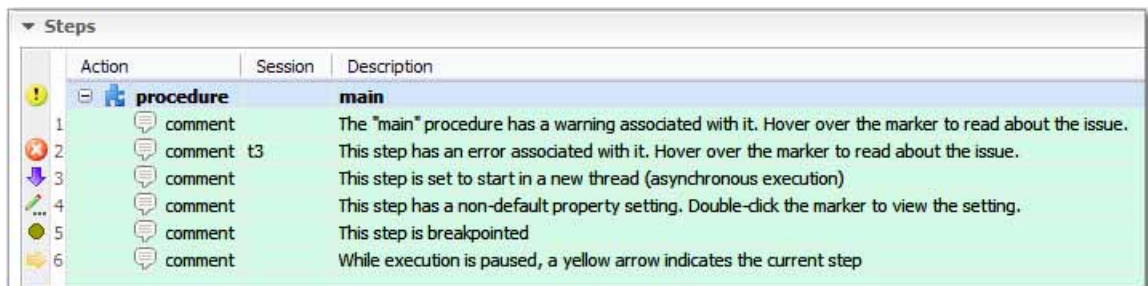 Steps
Action Session Description
procedure main
1 comment The "main" procedure has a warning associated with it. Hover over the marker to read about the issue.
2 comment t3 This step has an error associated with it. Hover over the marker to read about the issue.
3 comment This step is set to start in a new thread (asynchronous execution)
4 comment This step has a non-default property setting. Double-click the marker to view the setting.
5 comment This step is breakpointed
6 comment While execution is paused, a yellow arrow indicates the current step